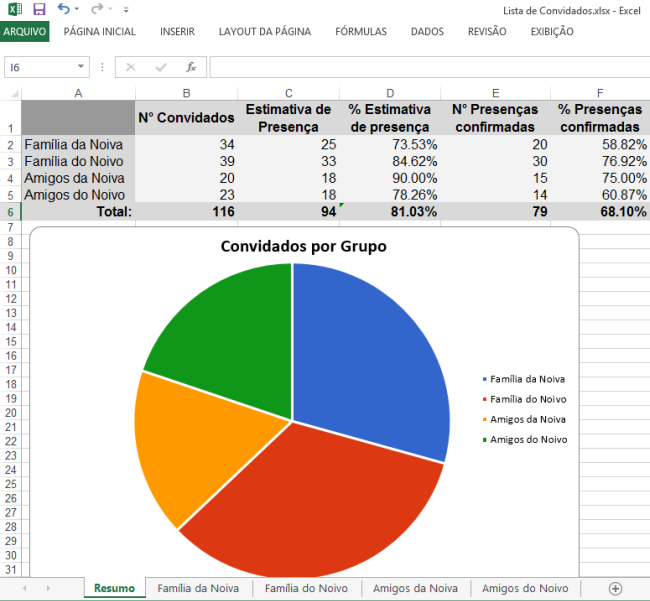 Lista de Convidados.xlsx - Excel
ARQUIVO PÁGINA INICIAL INSERIR LAYOUT DA PÁGINA FÓRMULAS DADOS REVISÃO EXIBIÇÃO
I6 fx
A B C D E F
1 N° Convidados Estimativa de Presença % Estimativa de presença N° Presenças confirmadas % Presenças confirmadas
2 Família da Noiva 34 25 73.53% 20 58.82%
3 Família do Noivo 39 33 84.62% 30 76.92%
4 Amigos da Noiva 20 18 90.00% 15 75.00%
5 Amigos do Noivo 23 18 78.26% 14 60.87%
6 Total: 116 94 81.03% 79 68.10%
7
8 Convidados por Grupo
9
10
11
12
13
14
15
16
17 Família da Noiva
18
19 Família do Noivo
20 Amigos da Noiva
21
22 Amigos do Noivo
23
24
25
26
27
28
29
30
31
Resumo Família da Noiva Família do Noivo Amigos da Noiva Amigos do Noivo